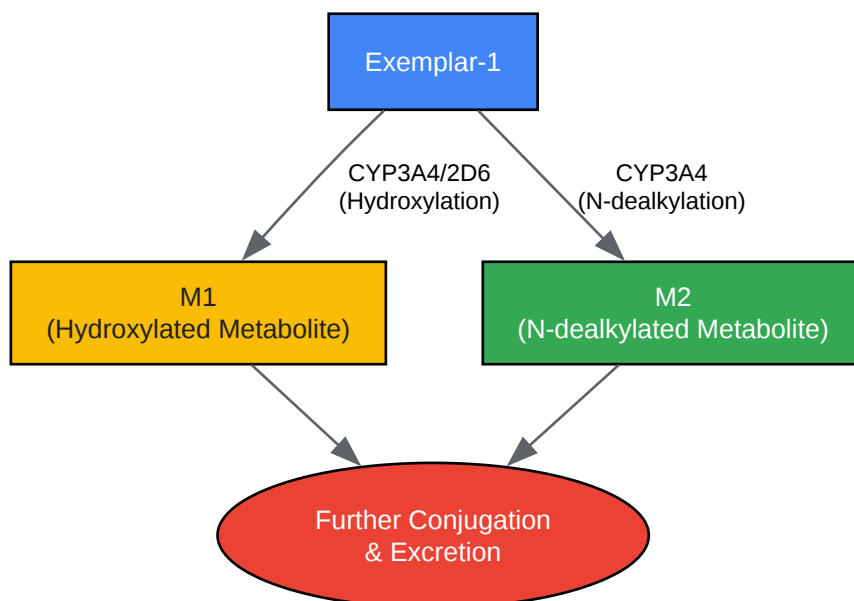 Exemplar-1
CYP3A4/2D6
(Hydroxylation)
CYP3A4
(N-dealkylation)
M1
(Hydroxylated Metabolite)
M2
(N-dealkylated Metabolite)
Further Conjugation
& Excretion